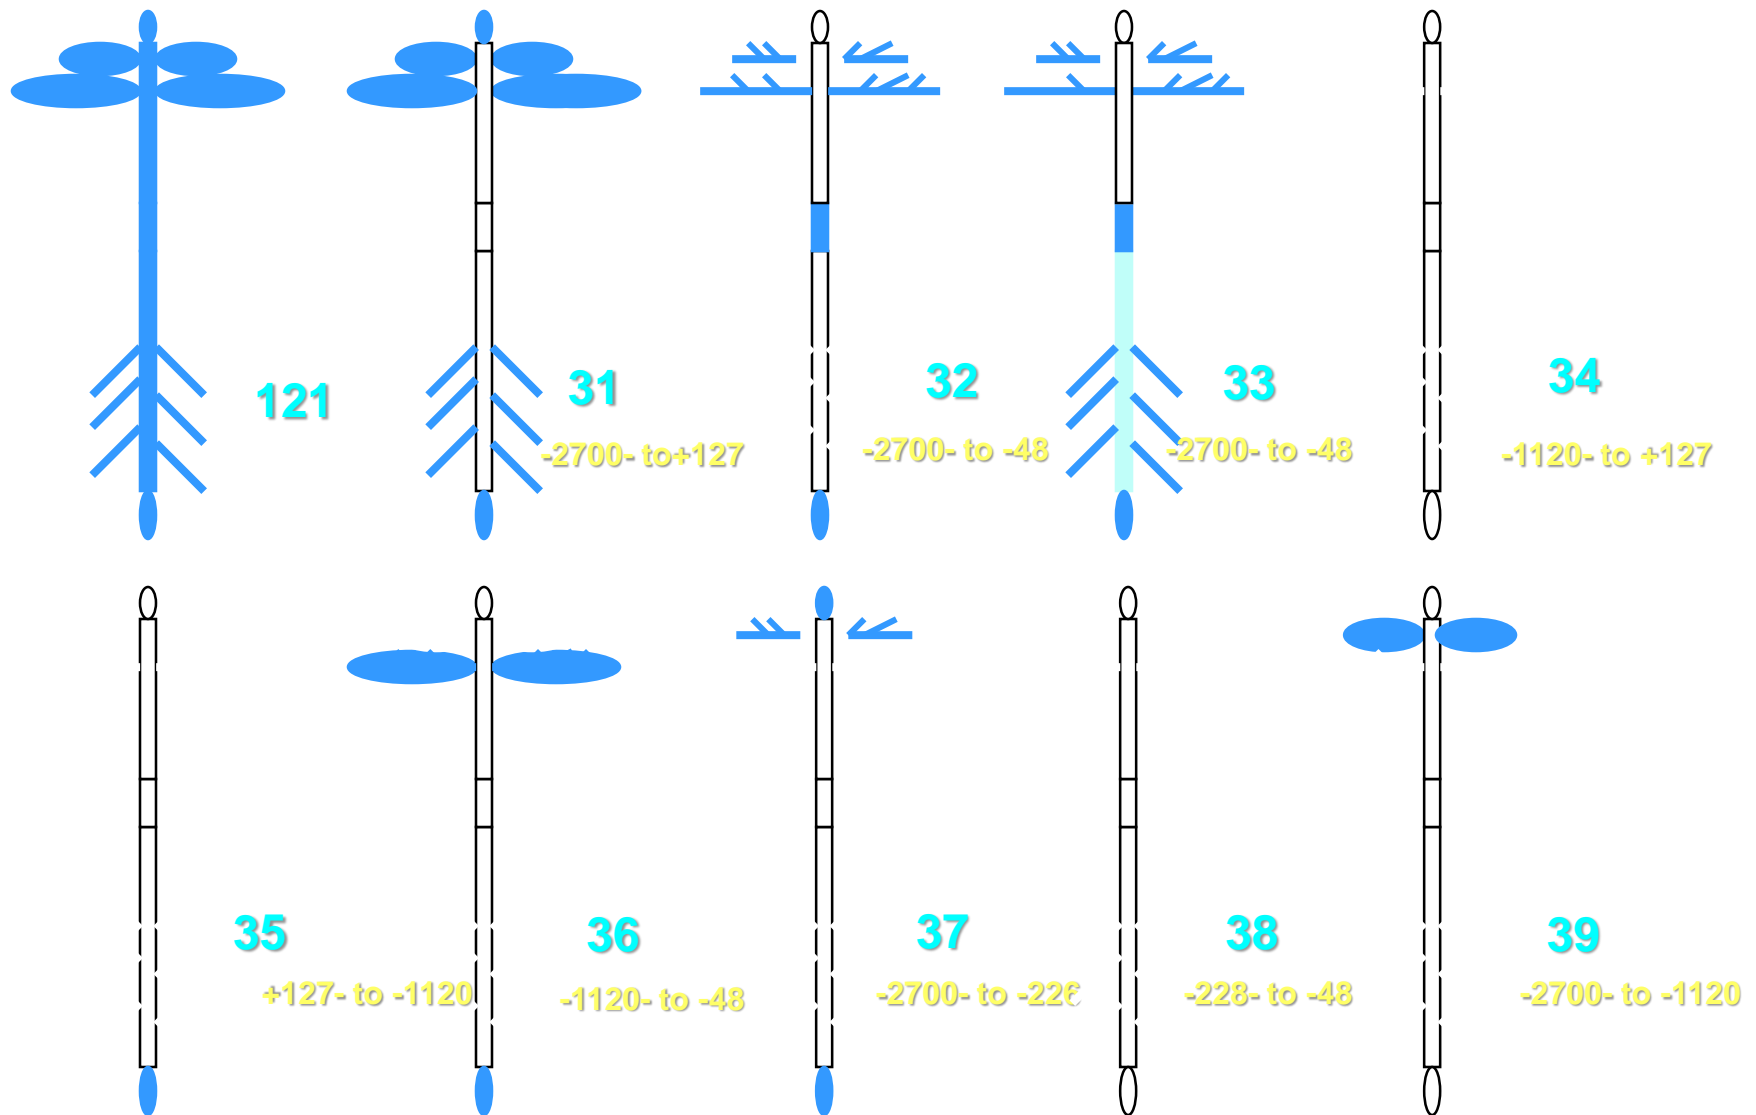 121
31
-2700- to+127
32
-2700- to -48
33
-2700- to -48
34
-1120- to +127
35
+127- to -1120
36
-1120- to -48
37
-2700- to -226
38
-228- to -48
39
-2700- to -1120